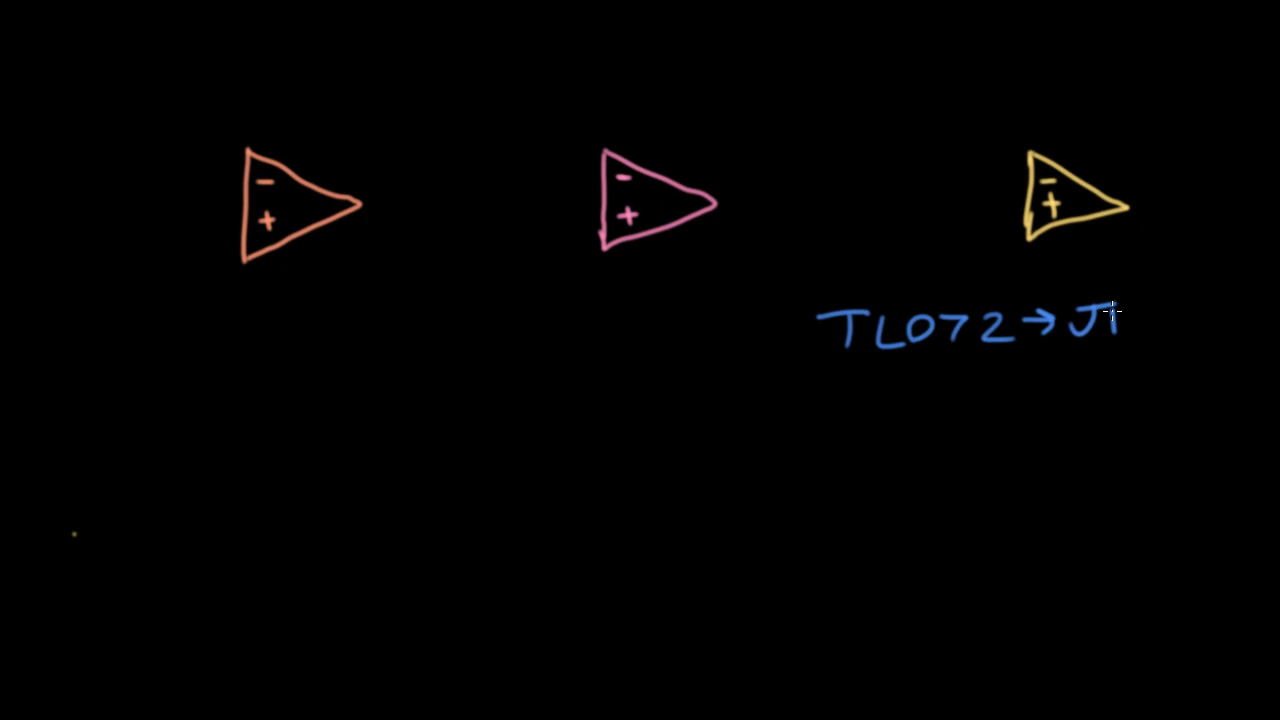 - - -
+ + +
TL072→J